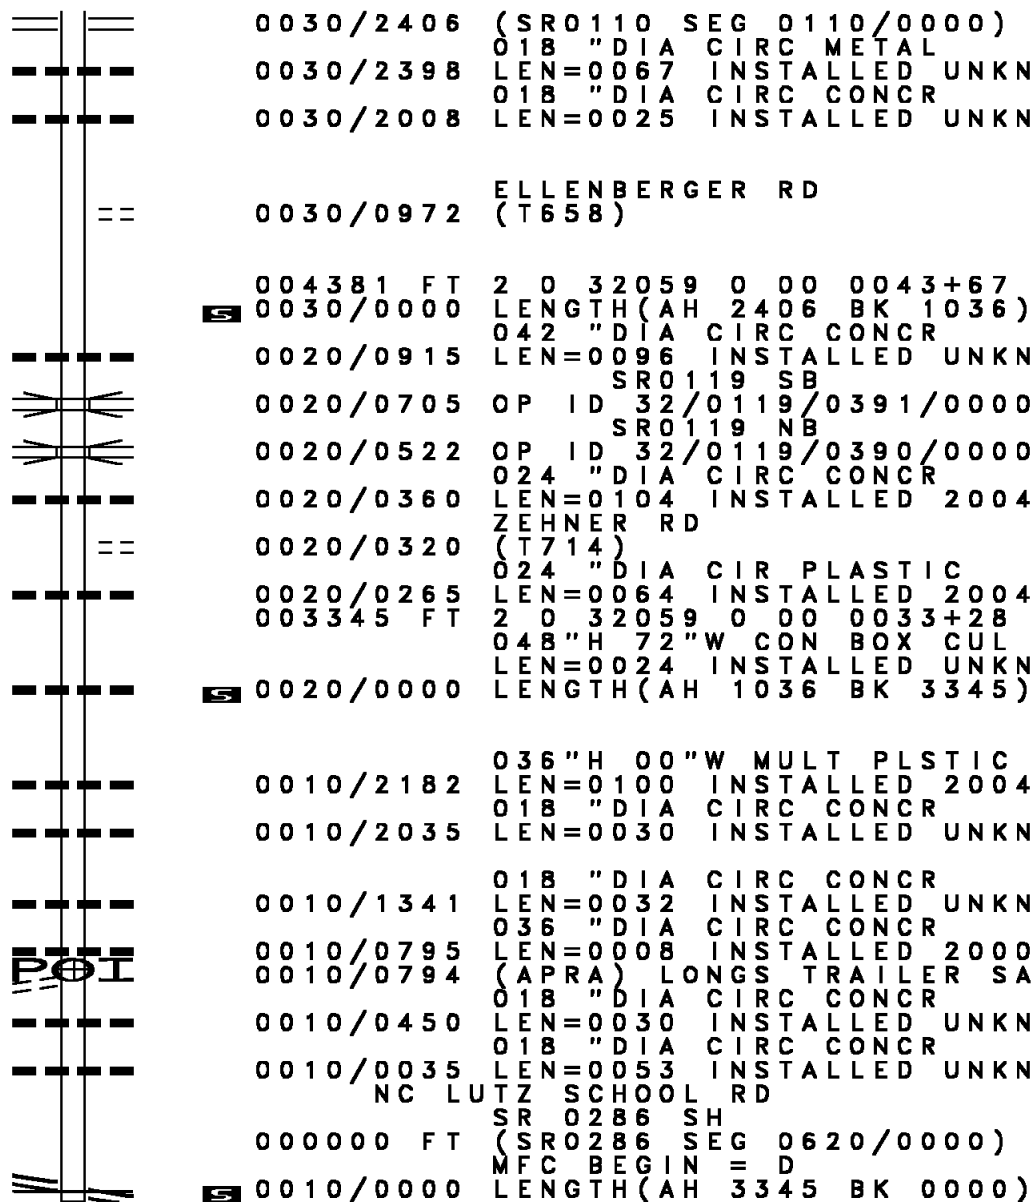 0030/2406 (SR0110 SEG 0110/0000)
018 "DIA CIRC METAL
0030/2398 LEN=0067 INSTALLED UNKN
018 "DIA CIRC CONCR
0030/2008 LEN=0025 INSTALLED UNKN
ELLENBERGER RD
0030/0972 (T658)
004381 FT 2 0 32059 0 00 0043+67
S 0030/0000 LENGTH(AH 2406 BK 1036)
042 "DIA CIRC CONCR
0020/0915 LEN=0096 INSTALLED UNKN
SR0119 SB
0020/0705 OP ID 32/0119/0391/0000
SR0119 NB
0020/0522 OP ID 32/0119/0390/0000
024 "DIA CIRC CONCR
0020/0360 LEN=0104 INSTALLED 2004
ZEHNER RD
0020/0320 (T714)
024 "DIA CIR PLASTIC
0020/0265 LEN=0064 INSTALLED 2004
003345 FT 2 0 32059 0 00 0033+28
048"H 72"W CON BOX CUL
LEN=0024 INSTALLED UNKN
S 0020/0000 LENGTH(AH 1036 BK 3345)
036"H 00"W MULT PLSTIC
0010/2182 LEN=0100 INSTALLED 2004
018 "DIA CIRC CONCR
0010/2035 LEN=0030 INSTALLED UNKN
018 "DIA CIRC CONCR
0010/1341 LEN=0032 INSTALLED UNKN
036 "DIA CIRC CONCR
0010/0795 LEN=0008 INSTALLED 2000
POI 0010/0794 (APRA) LONGS TRAILER SA
018 "DIA CIRC CONCR
0010/0450 LEN=0030 INSTALLED UNKN
018 "DIA CIRC CONCR
0010/0035 LEN=0053 INSTALLED UNKN
NC LUTZ SCHOOL RD
SR 0286 SH
000000 FT (SR0286 SEG 0620/0000)
MFC BEGIN = D
S 0010/0000 LENGTH(AH 3345 BK 0000)